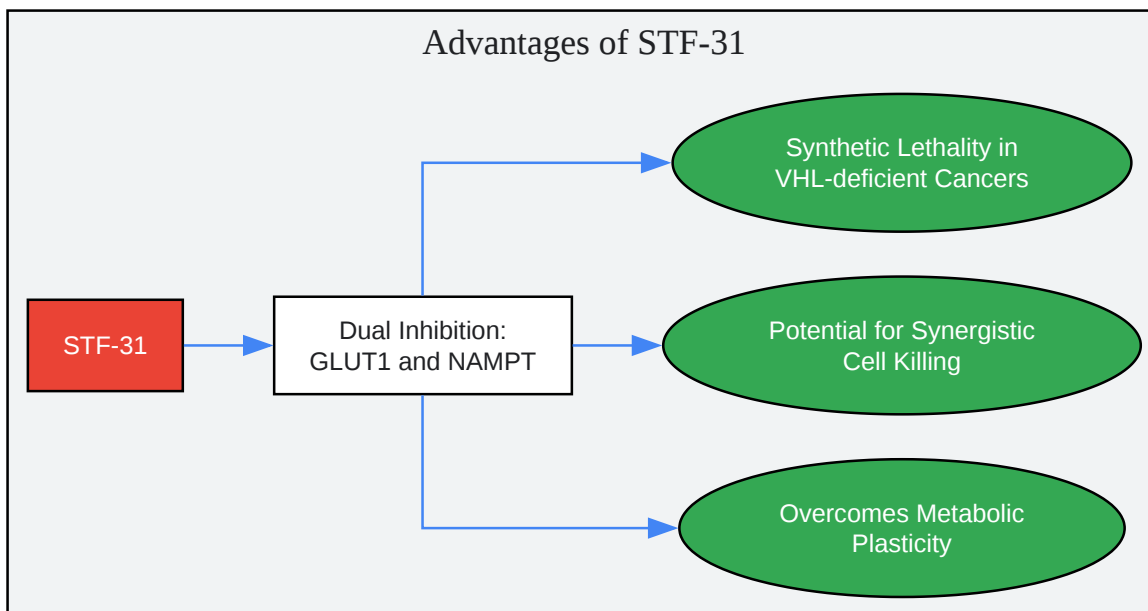 Advantages of STF-31
Synthetic Lethality in
VHL-deficient Cancers
STF-31
Dual Inhibition:
GLUT1 and NAMPT
Potential for Synergistic
Cell Killing
Overcomes Metabolic
Plasticity